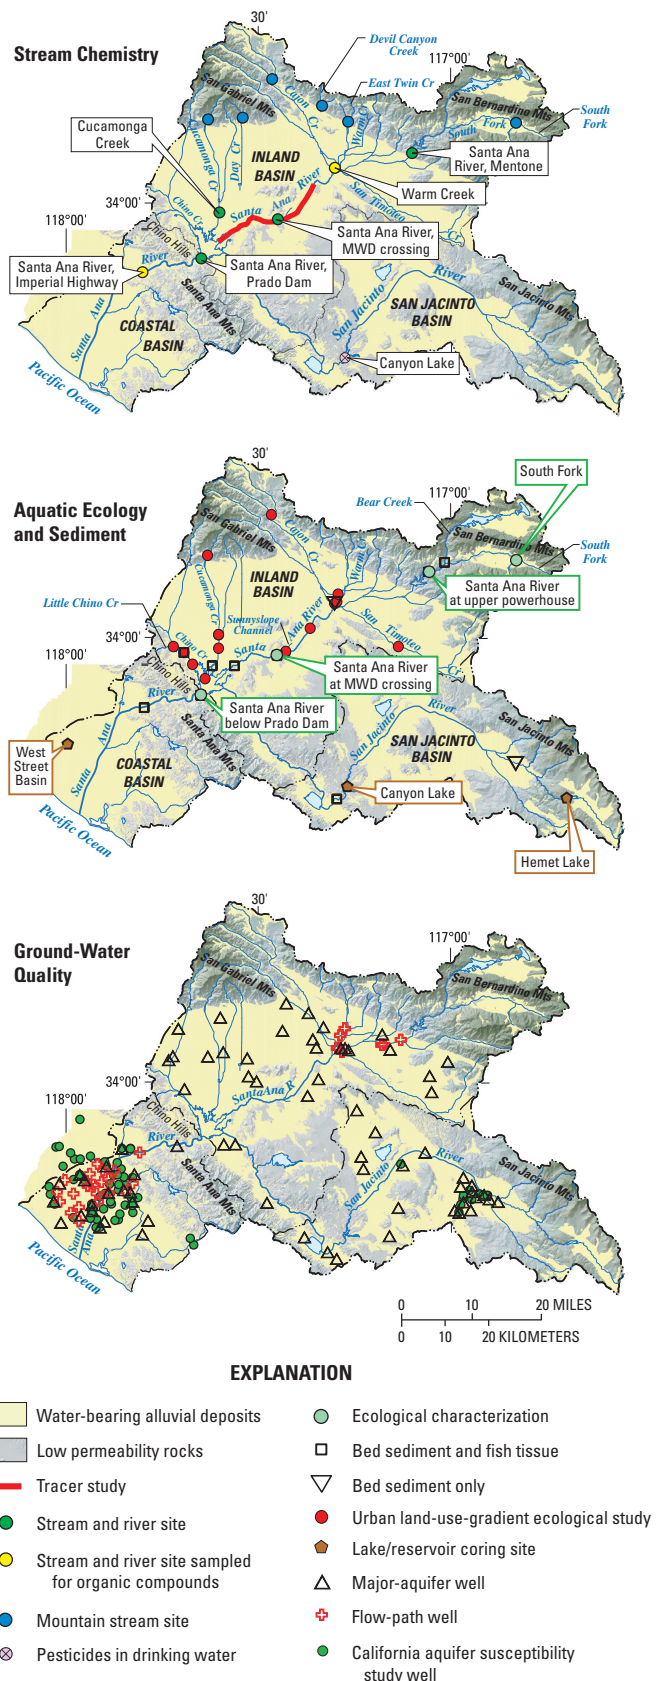 Stream Chemistry
30'
Devil Canyon
Creek
117°00'
East Twin Cr
San Gabriel Mts
Cajon Cr
Warm Cr
San Bernardino Mts
South
Fork
South
Fork
Cucamonga
Creek
Cucamonga Cr
Day Cr
INLAND
BASIN
Santa Ana
River, Mentone
Warm Creek
34°00'
118°00'
Chino Cr
Santa Ana River
San Timoteo
Cr
Chino Hills
Santa Ana River,
MWD crossing
Santa Ana River,
Imperial Highway
River
Santa Ana River,
Prado Dam
River
Santa Ana Mts
San Jacinto
SAN JACINTO
BASIN
San Jacinto Mts
COASTAL
BASIN
Santa Ana
Canyon Lake
Pacific Ocean
Aquatic Ecology
and Sediment
30'
South Fork
Bear Creek
117°00'
San Gabriel Mts
Cajon Cr
Warm Cr
San Bernardino Mts
South
Fork
INLAND
BASIN
Cucamonga Cr
Santa Ana River
at upper powerhouse
Little Chino Cr
Sunnyslope
Channel
Ana River
San Timoteo
Cr
34°00'
118°00'
Chino Cr
Santa
Chino Hills
Santa Ana River
at MWD crossing
River
Santa Ana River
below Prado Dam
River
San Jacinto
San Jacinto Mts
West
Street
Basin
Santa Ana
COASTAL
BASIN
Santa Ana Mts
SAN JACINTO
BASIN
Canyon Lake
Pacific Ocean
Hemet Lake
Ground-Water
Quality
30'
117°00'
San Gabriel Mts
San Bernardino Mts
34°00'
118°00'
Santa Ana R
Chino Hills
River
River
Santa Ana Mts
San Jacinto
San Jacinto Mts
Santa
Ana
Pacific Ocean
0 10 20 MILES
0 10 20 KILOMETERS
EXPLANATION
Water-bearing alluvial deposits
Low permeability rocks
Tracer study
Stream and river site
Stream and river site sampled
for organic compounds
Mountain stream site
Pesticides in drinking water
Ecological characterization
Bed sediment and fish tissue
Bed sediment only
Urban land-use-gradient ecological study
Lake/reservoir coring site
Major-aquifer well
Flow-path well
California aquifer susceptibility
study well